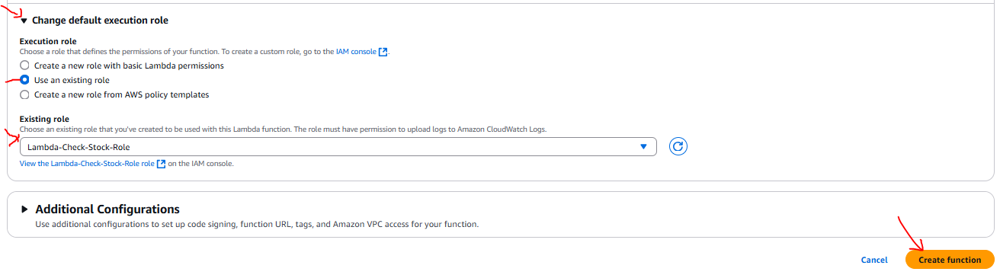 Change default execution role
Execution role
Choose a role that defines the permissions of your function. To create a custom role, go to the IAM console.
Create a new role with basic Lambda permissions
Use an existing role
Create a new role from AWS policy templates
Existing role
Choose an existing role that you've created to be used with this Lambda function. The role must have permission to upload logs to Amazon CloudWatch Logs.
Lambda-Check-Stock-Role
View the Lambda-Check-Stock-Role role on the IAM console.
Additional Configurations
Use additional configurations to set up code signing, function URL, tags, and Amazon VPC access for your function.
Cancel Create function